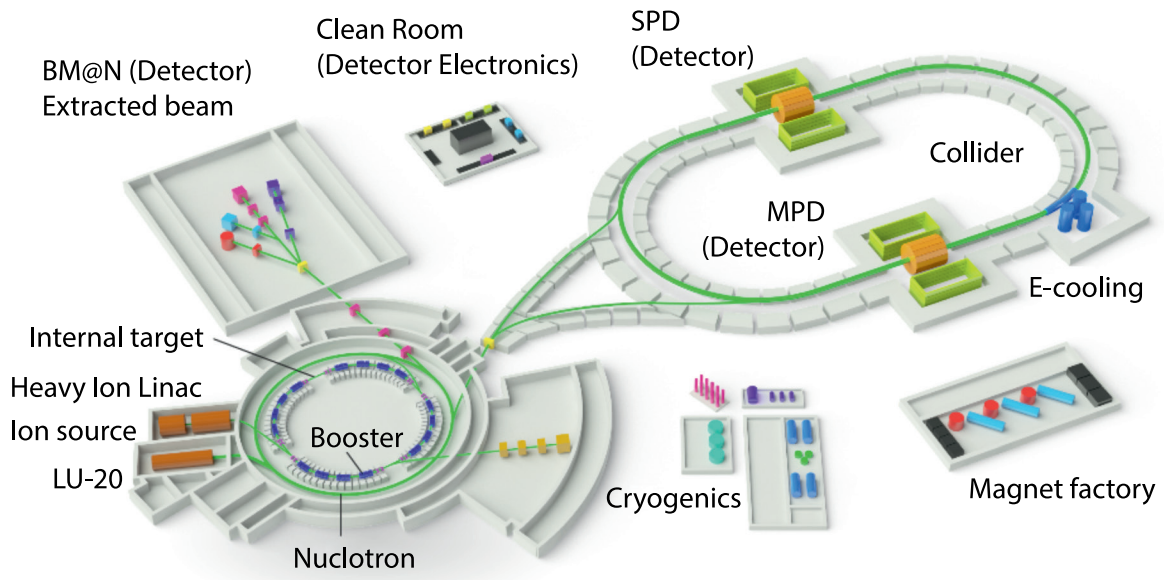 SPD
(Detector)
Clean Room
(Detector Electronics)
BM@N (Detector)
Extracted beam
Collider
MPD
(Detector)
E-cooling
Internal target
Heavy Ion Linac
Ion source
LU-20
Booster
Nuclotron
Cryogenics
Magnet factory